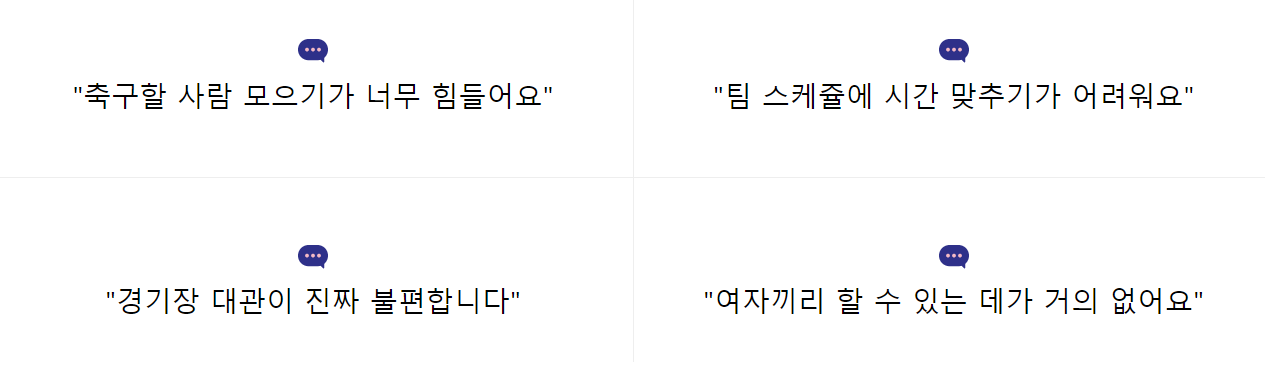 "축구할 사람 모으기가 너무 힘들어요"
"팀 스케쥴에 시간 맞추기가 어려워요"
"경기장 대관이 진짜 불편합니다"
"여자끼리 할 수 있는 데가 거의 없어요"